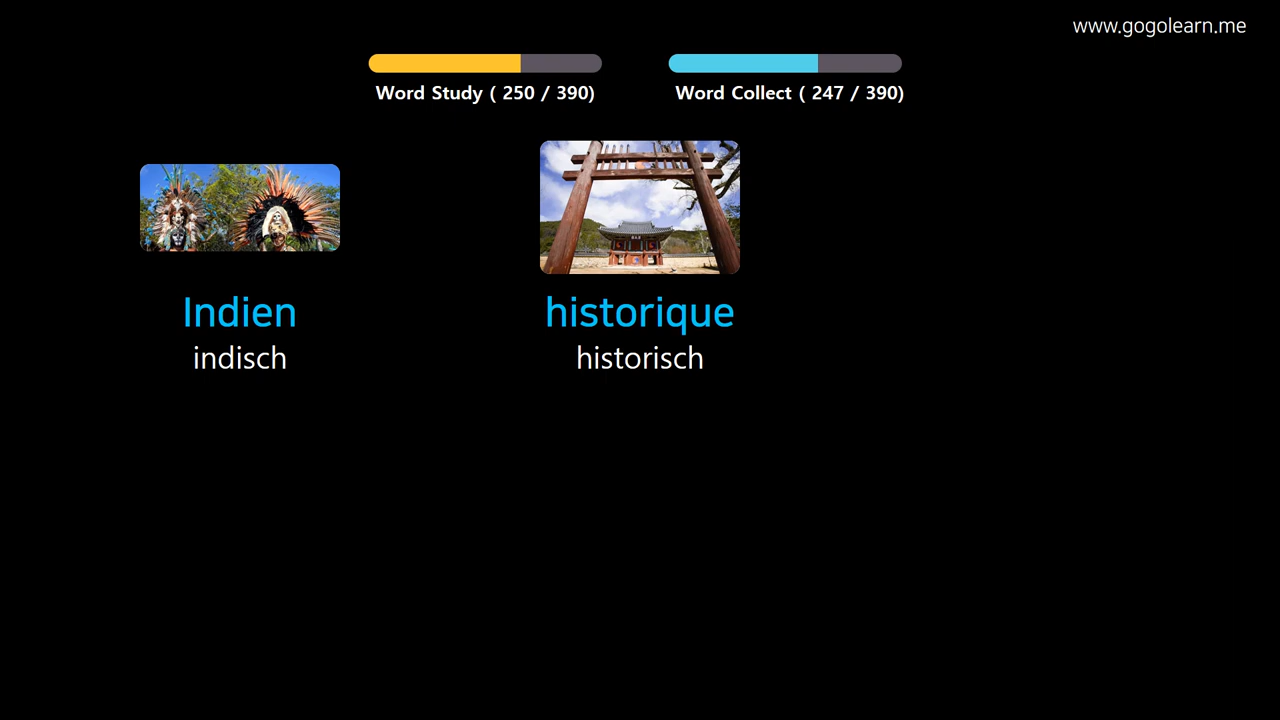 www.gogolearn.me
Word Study ( 250 / 390)
Word Collect ( 247 / 390)
Indien
indisch
historique
historisch